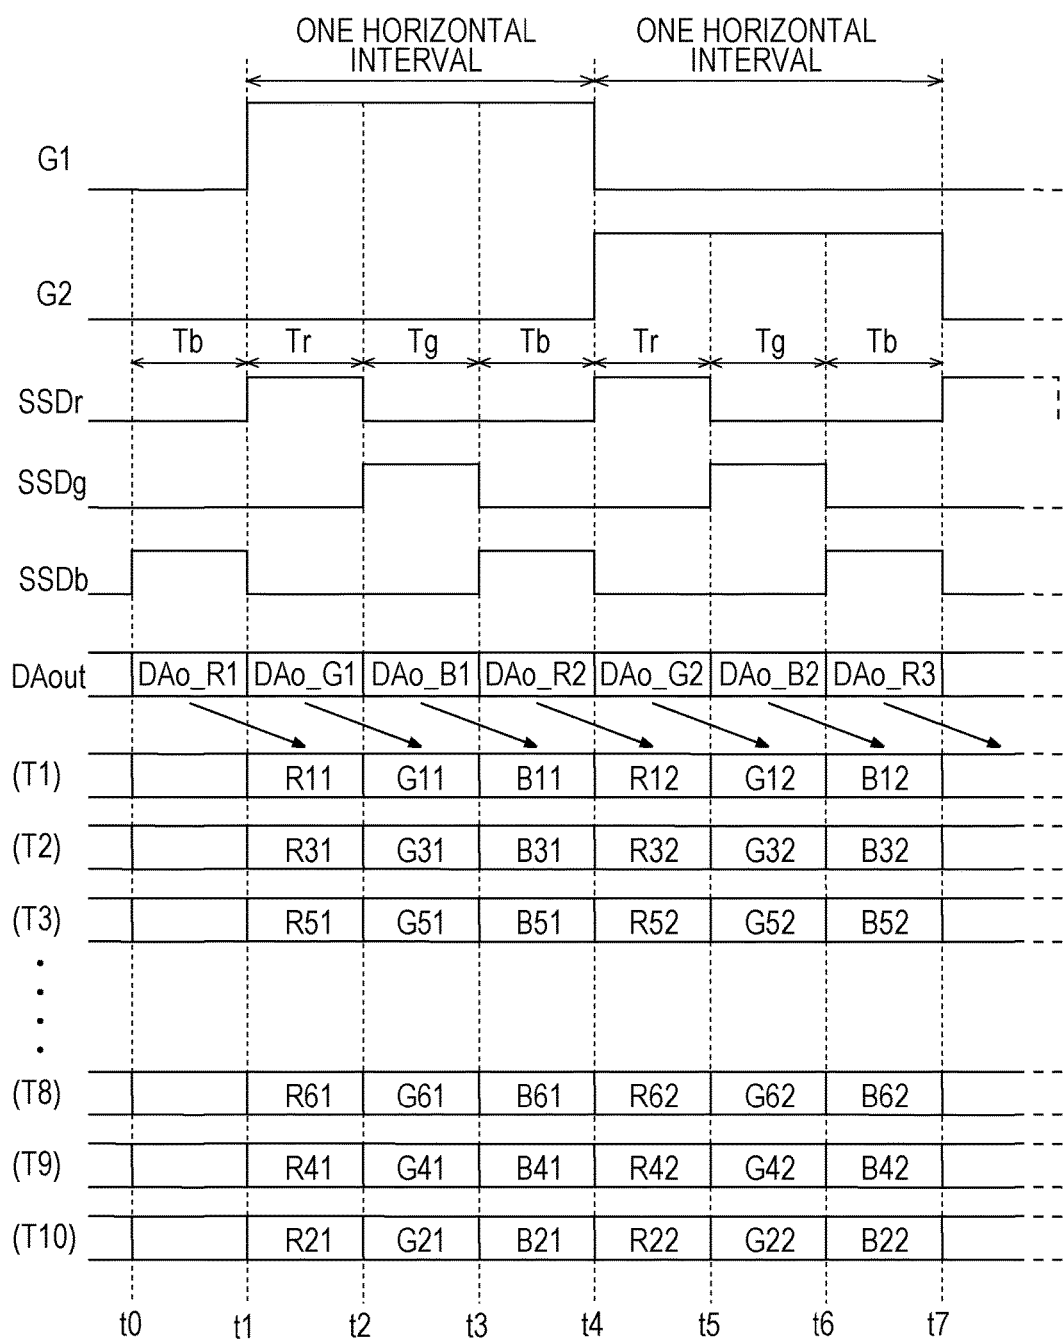 ONE HORIZONTAL INTERVAL
ONE HORIZONTAL INTERVAL
G1
G2
Tb Tr Tg Tb Tr Tg Tb
SSDr
SSDg
SSDb
DAout DAo_R1 DAo_G1 DAo_B1 DAo_R2 DAo_G2 DAo_B2 DAo_R3
(T1) R11 G11 B11 R12 G12 B12
(T2) R31 G31 B31 R32 G32 B32
(T3) R51 G51 B51 R52 G52 B52
(T8) R61 G61 B61 R62 G62 B62
(T9) R41 G41 B41 R42 G42 B42
(T10) R21 G21 B21 R22 G22 B22
t0 t1 t2 t3 t4 t5 t6 t7